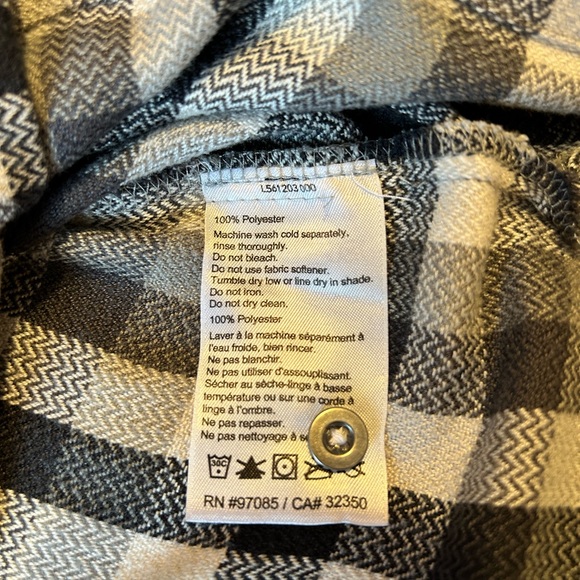 L561203000
100% Polyester
Machine wash cold separately,
rinse thoroughly.
Do not bleach.
Do not use fabric softener.
Tumble dry low or line dry in shade.
Do not iron.
Do not dry clean.
100% Polyester
Laver à la machine séparément à
l'eau froide, bien rincer.
Ne pas blanchir.
Ne pas utiliser d'assouplissant.
Sécher au sèche-linge à basse
température ou sur une corde à
linge à l'ombre.
Ne pas repasser.
Ne pas nettoyage à
30C
RN #97085 / CA# 32350